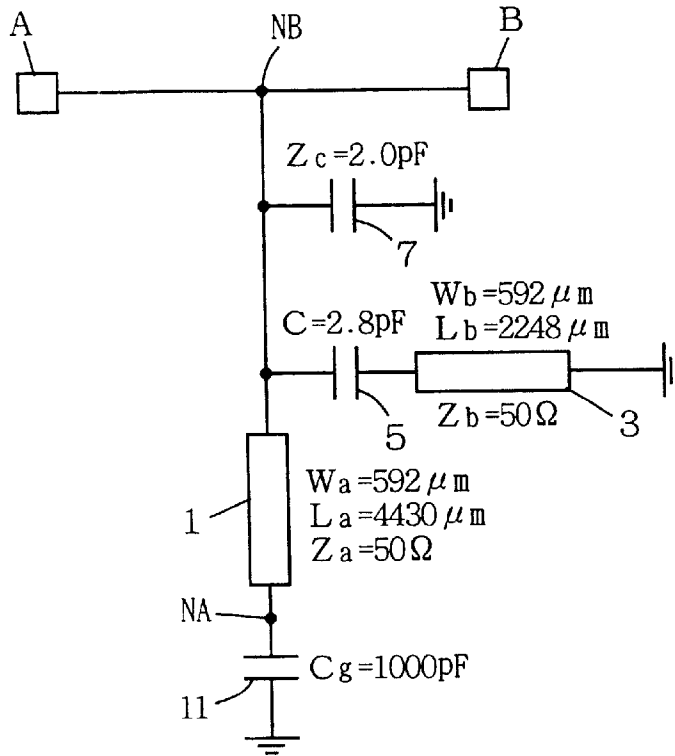 A
NB
B
Zc=2.0pF
7
Wb=592μm
Lb=2248μm
C=2.8pF
5
Zb=50Ω
3
1
Wa=592μm
La=4430μm
Za=50Ω
NA
Cg=1000pF
11